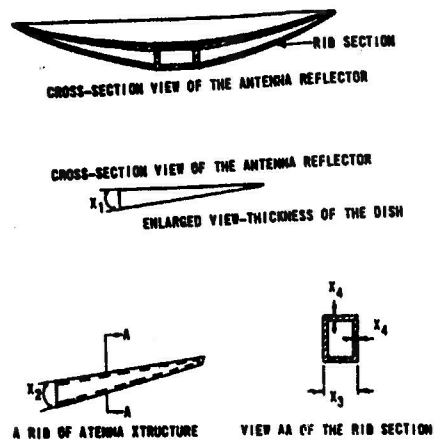 RIB SECTION
CROSS-SECTION VIEW OF THE ANTENNA REFLECTOR
CROSS-SECTION VIEW OF THE ANTENNA REFLECTOR
X1
ENLARGED VIEW-THICKNESS OF THE DISH
X4
A
X4
X2
A
X3
A RIB OF ATENNA XTRUCTURE
VIEW AA OF THE RIB SECTION